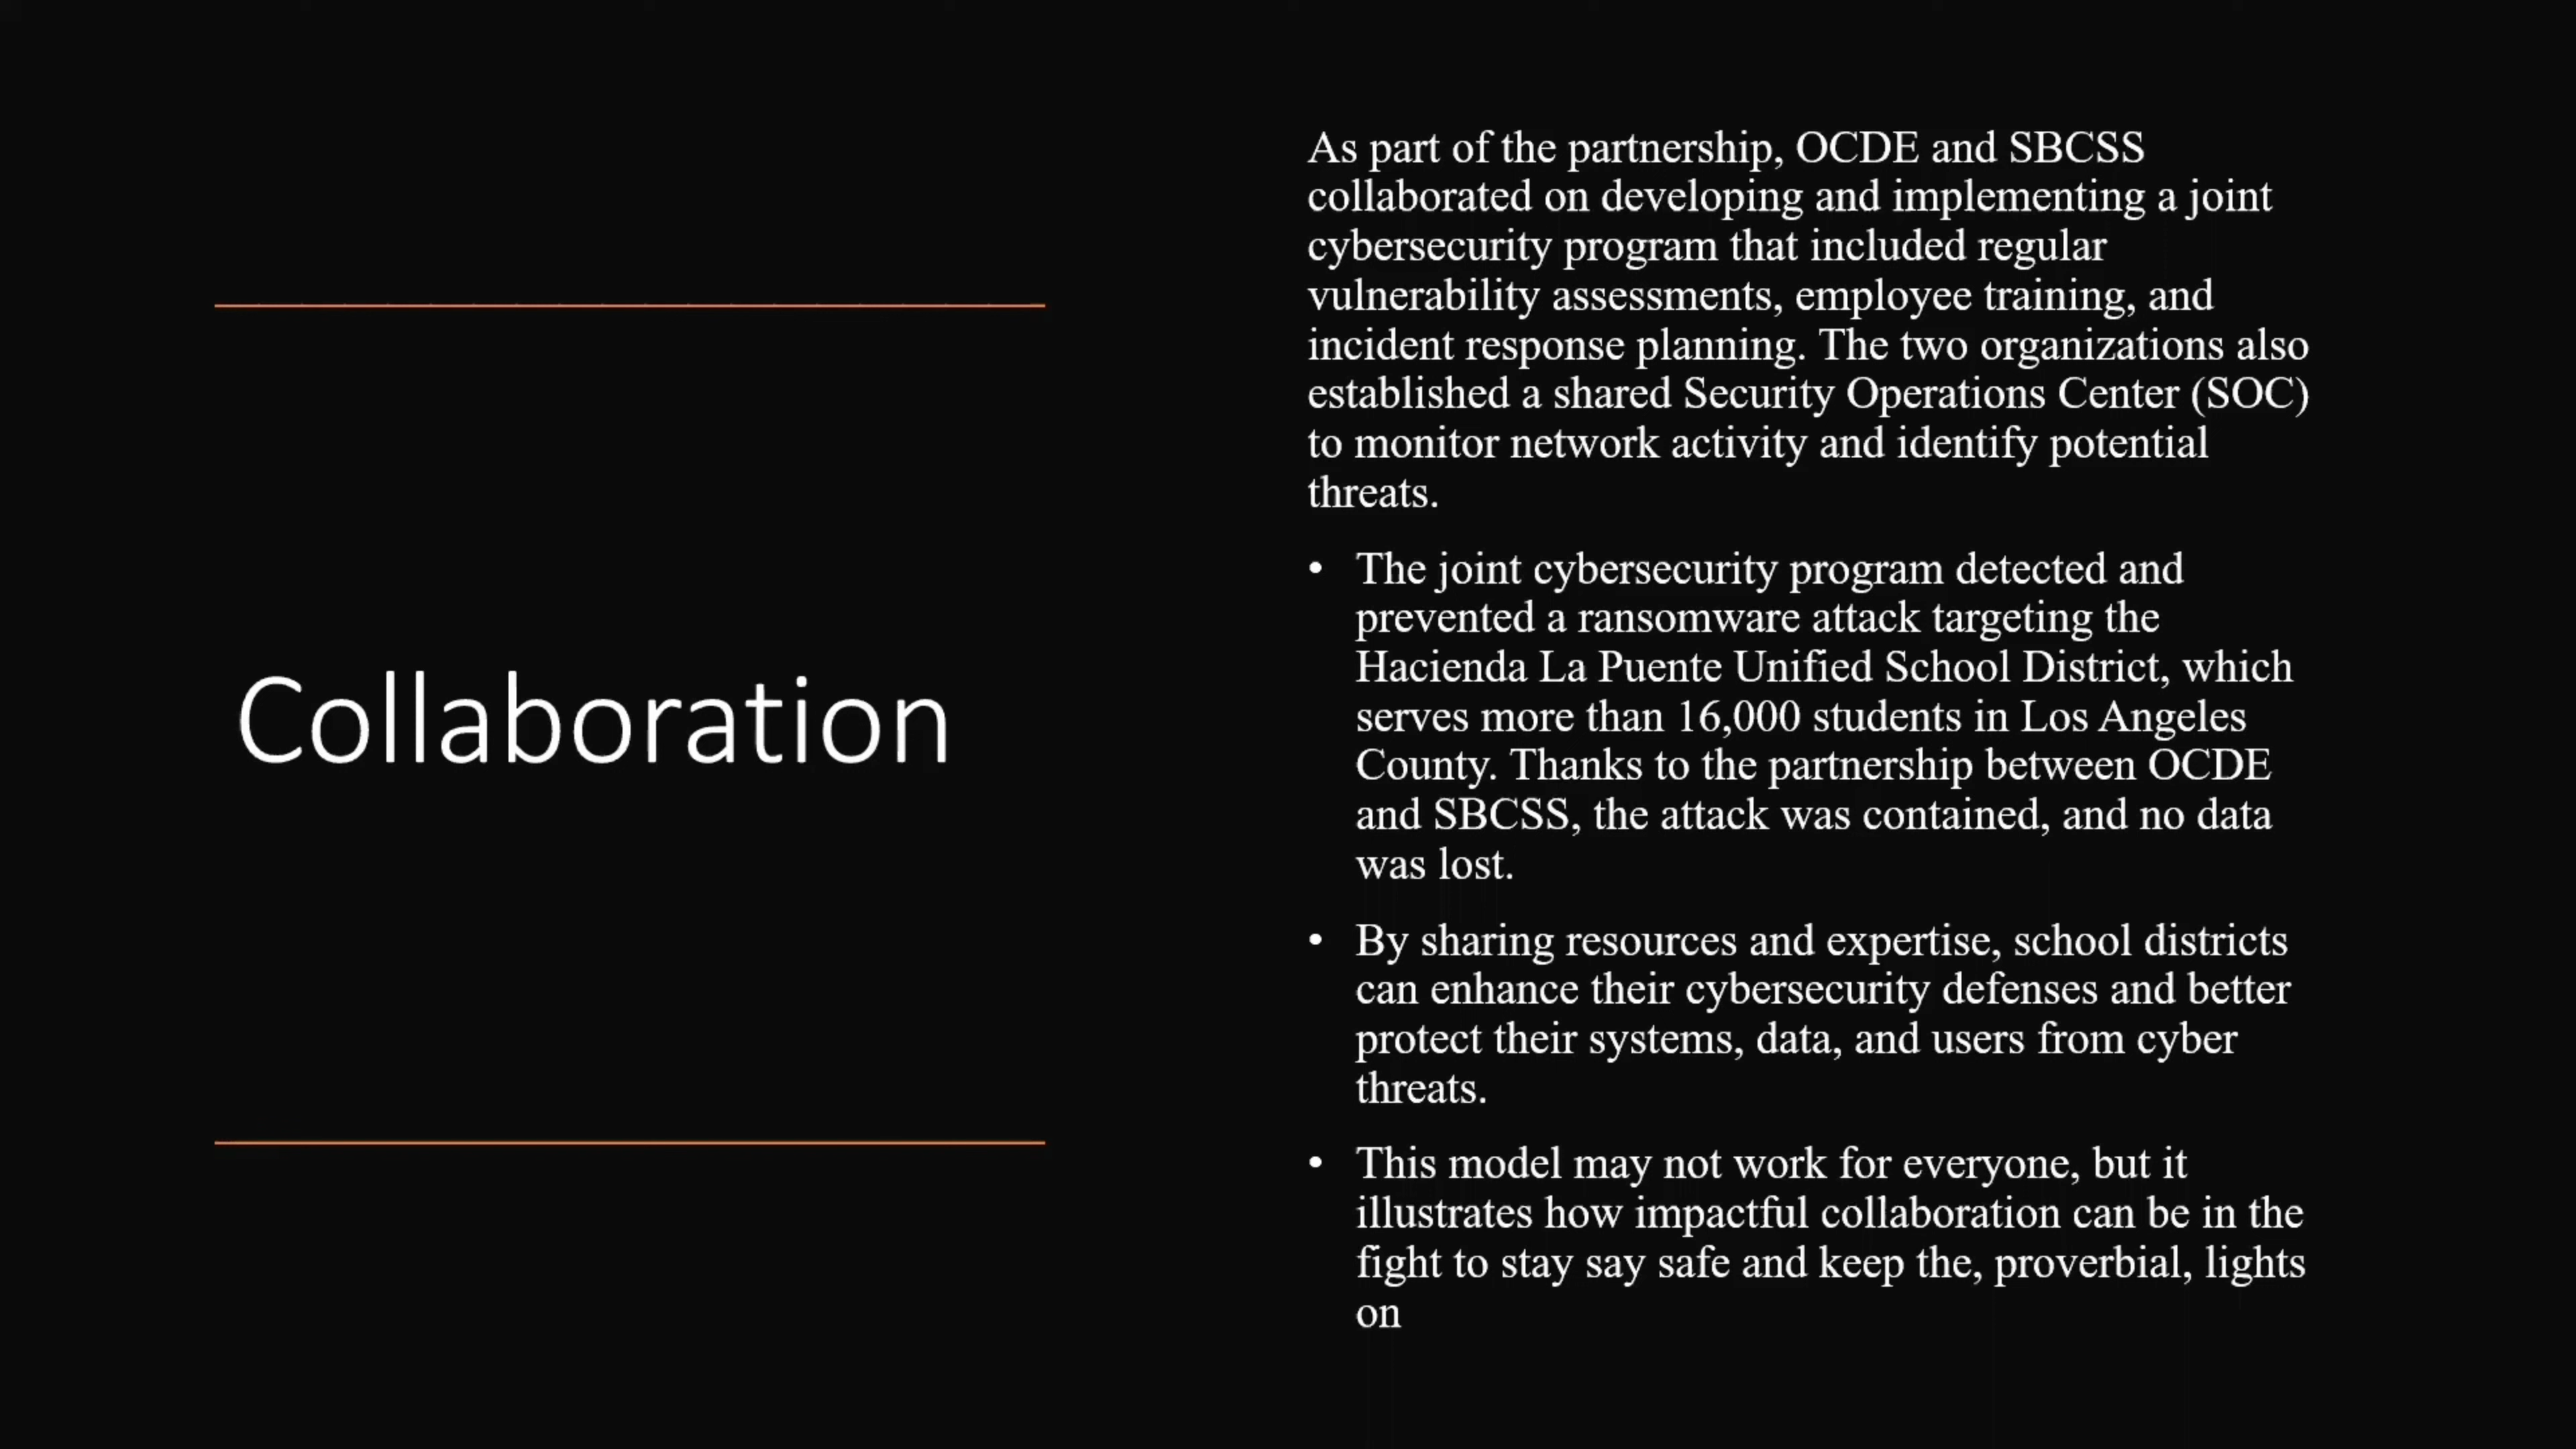 Collaboration
As part of the partnership, OCDE and SBCSS
collaborated on developing and implementing a joint
cybersecurity program that included regular
vulnerability assessments, employee training, and
incident response planning. The two organizations also
established a shared Security Operations Center (SOC)
to monitor network activity and identify potential
threats.
• The joint cybersecurity program detected and
prevented a ransomware attack targeting the
Hacienda La Puente Unified School District, which
serves more than 16,000 students in Los Angeles
County. Thanks to the partnership between OCDE
and SBCSS, the attack was contained, and no data
was lost.
• By sharing resources and expertise, school districts
can enhance their cybersecurity defenses and better
protect their systems, data, and users from cyber
threats.
• This model may not work for everyone, but it
illustrates how impactful collaboration can be in the
fight to stay say safe and keep the, proverbial, lights
on